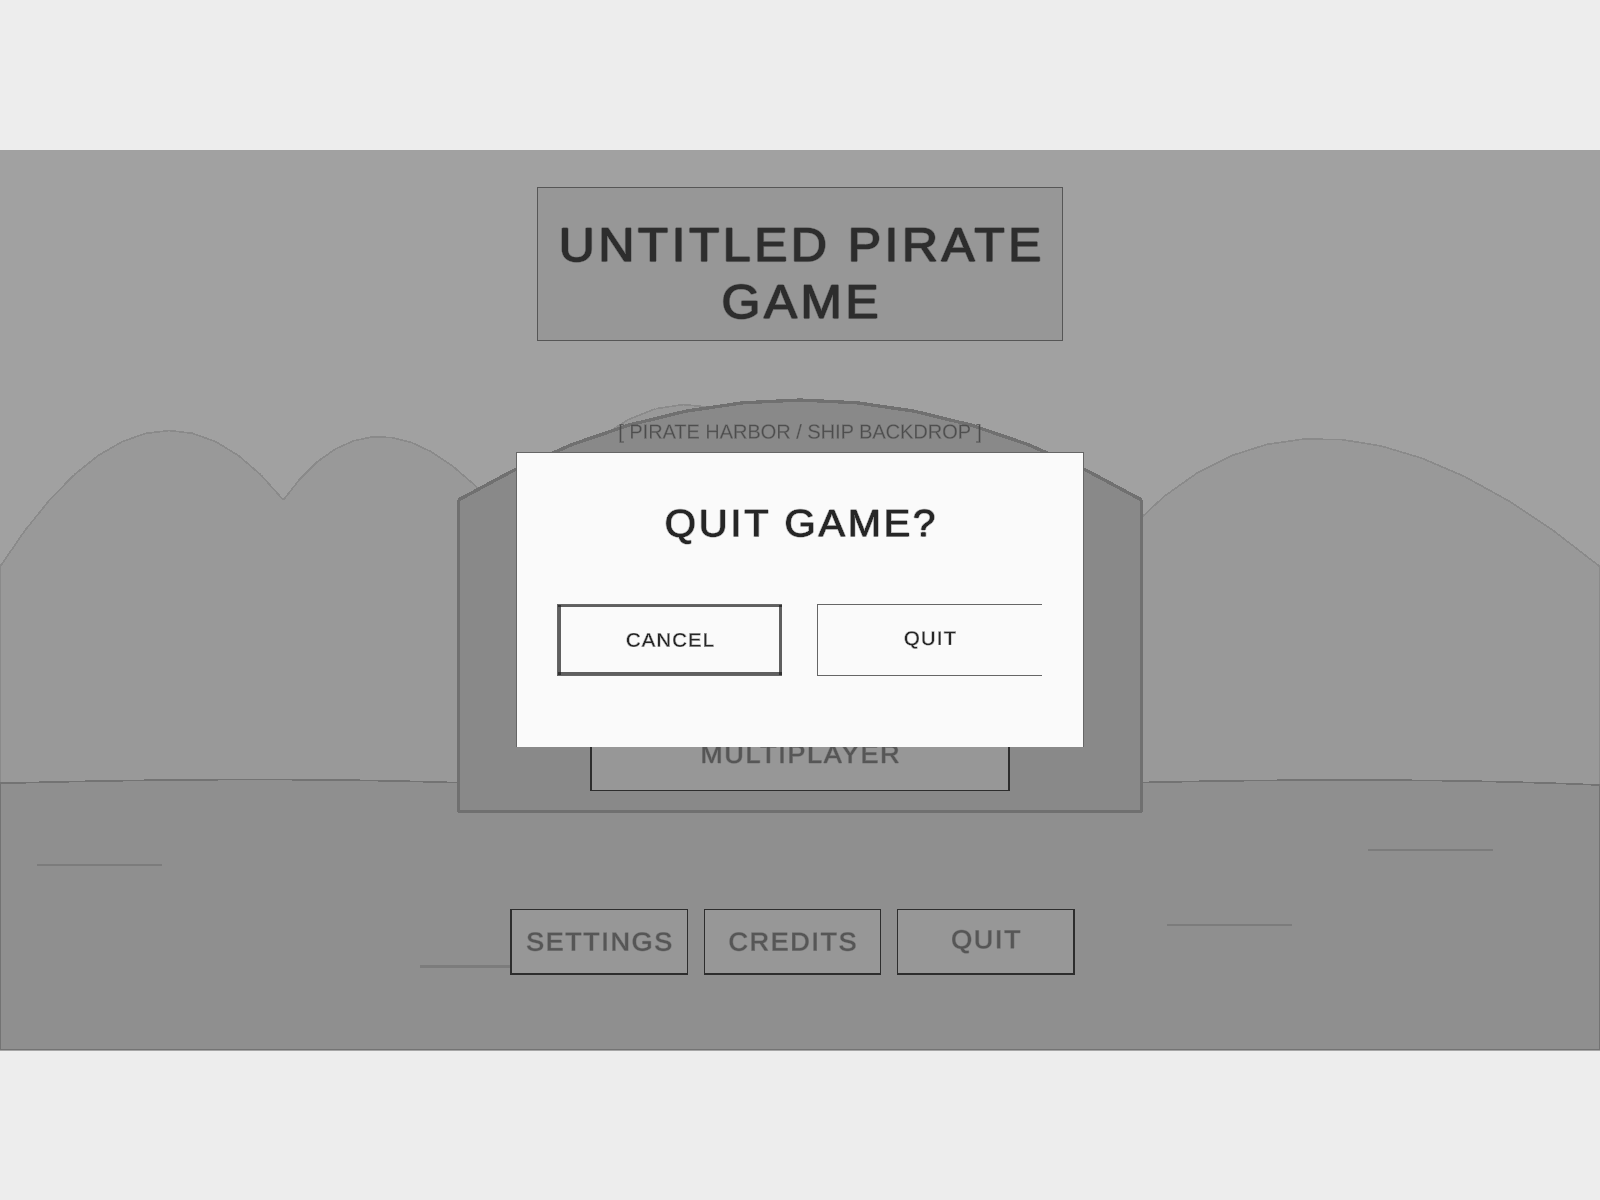 UNTITLED PIRATE
GAME
[ PIRATE HARBOR / SHIP BACKDROP ]
QUIT GAME?
CANCEL
QUIT
MULTIPLAYER
SETTINGS
CREDITS
QUIT